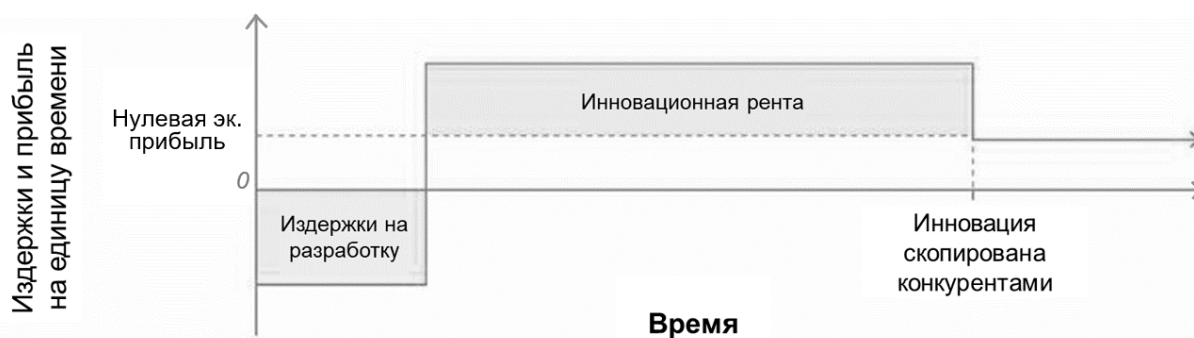 Издержки и прибыль
на единицу времени
Нулевая эк.
прибыль
0
Инновационная рента
Издержки на
разработку
Инновация
скопирована
конкурентами
Время